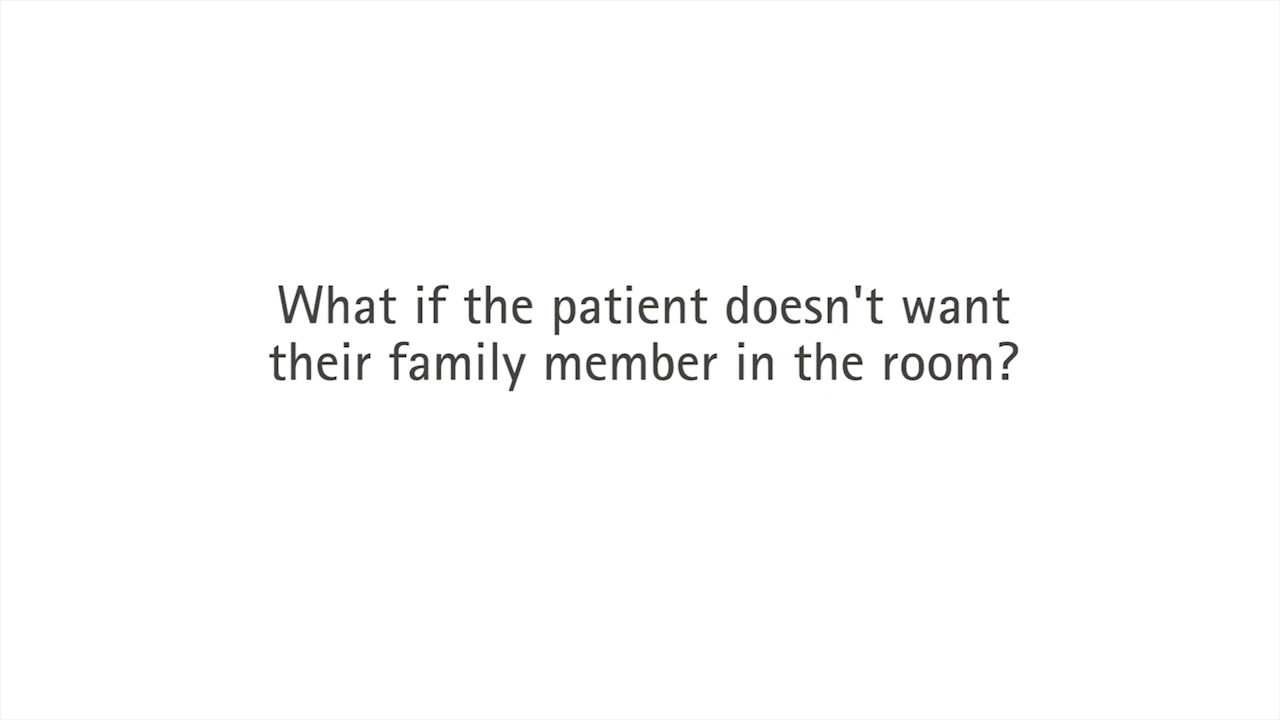 What if the patient doesn't want
their family member in the room?